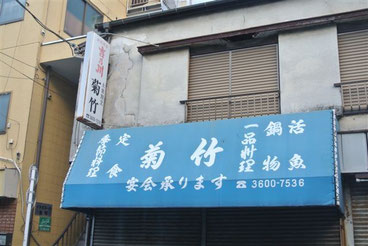 菊竹
季節料理
定食
菊竹
一品料理
鍋物
活魚
宴会承ります ☎3600-7536